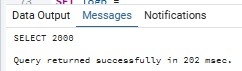 Data Output Messages Notifications
SELECT 2000
Query returned successfully in 202 msec.